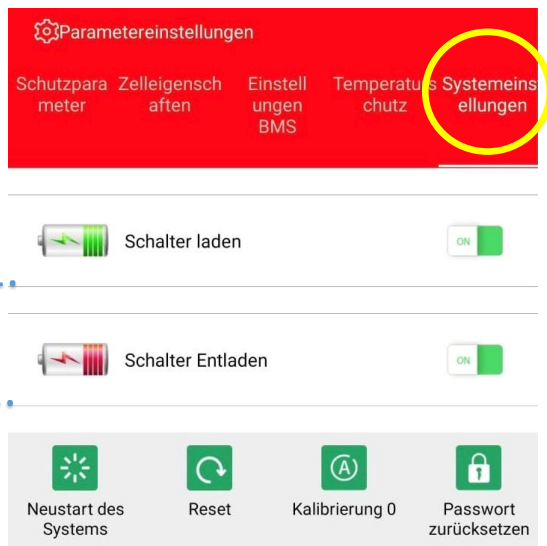 Parametereinstellungen
Schutzpara Zelleigensch Einstell Temperaturs Systemeins
meter aften ungen chutz ellungen
BMS
Schalter laden
ON
Schalter Entladen
ON
A
Neustart des Reset Kalibrierung 0 Passwort
Systems zurücksetzen